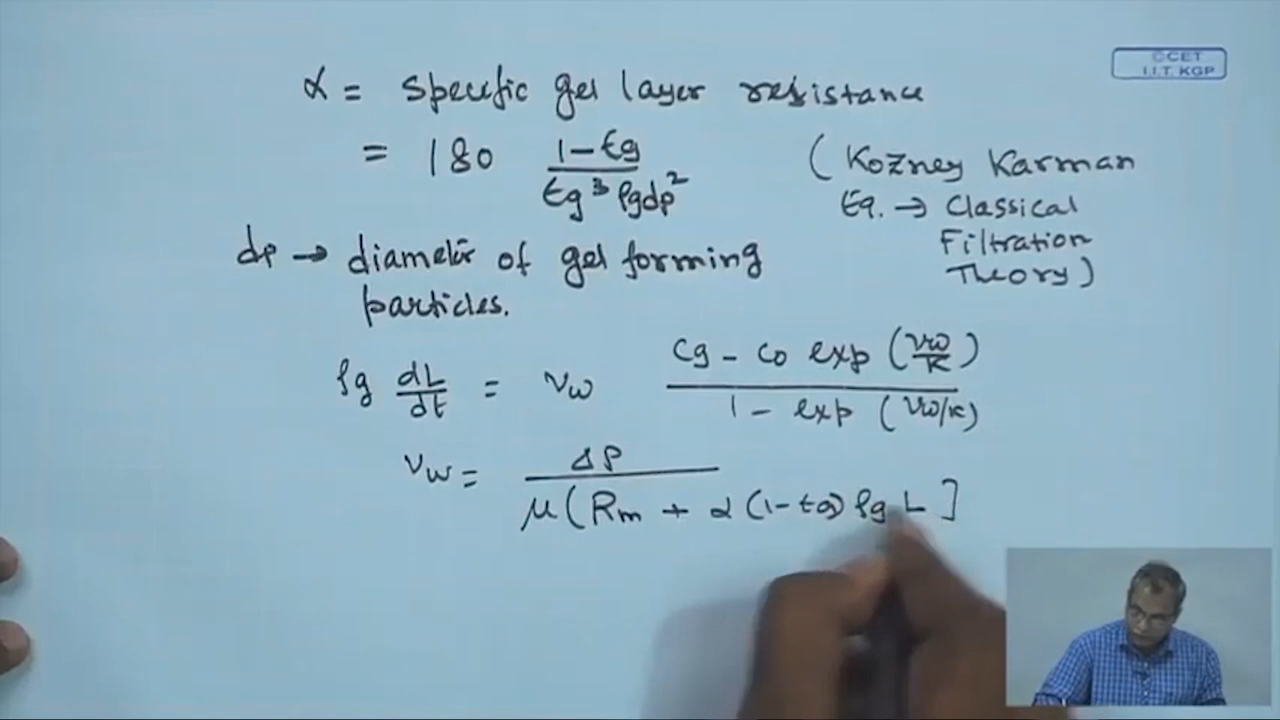 ©CET
I.I.T. KGP
α = Specific gel layer resistance
= 180 (1-εg)/(εg³ ρg dp²)
(Kozney Karman
Eq. → Classical
Filtration
Theory)
dp → diameter of gel forming
particles.
ρg dL/dt = vw (cg - co exp (vw/k))/(1 - exp (vw/k))
vw = ΔP/(μ(Rm + α(1-εg) ρg L])